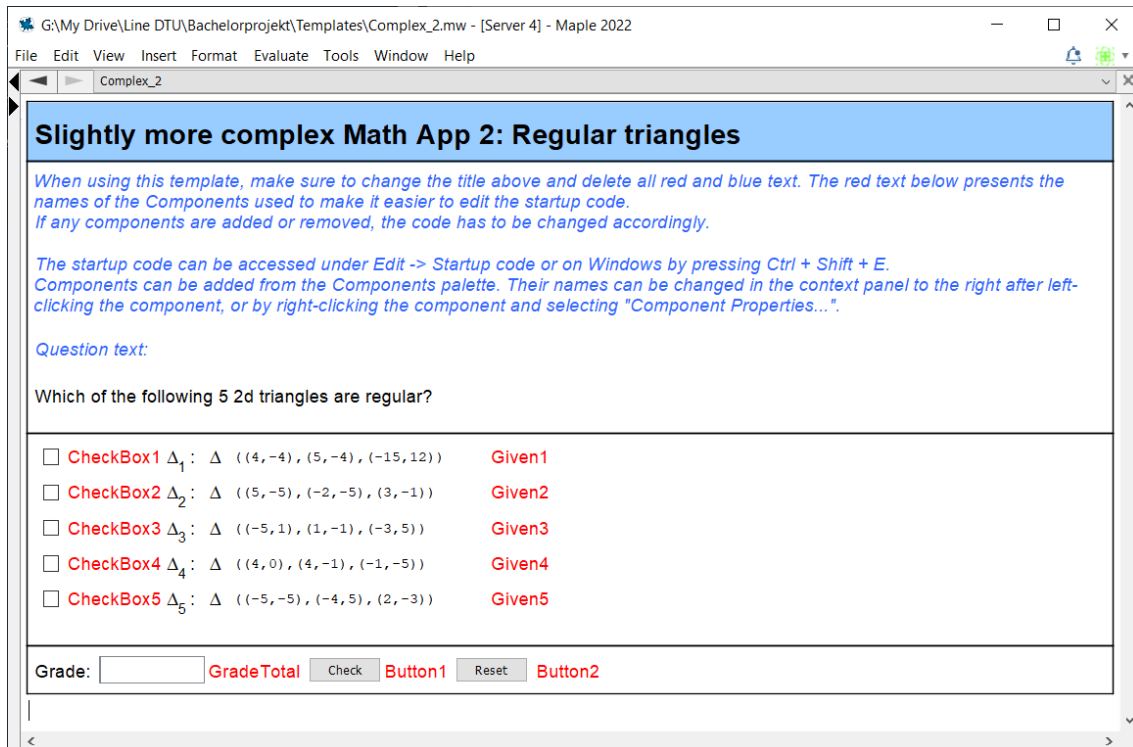 G:\My Drive\Line DTU\Bachelorprojekt\Templates\Complex_2.mw - [Server 4] - Maple 2022
File Edit View Insert Format Evaluate Tools Window Help
Complex_2
Slightly more complex Math App 2: Regular triangles
When using this template, make sure to change the title above and delete all red and blue text. The red text below presents the
names of the Components used to make it easier to edit the startup code.
If any components are added or removed, the code has to be changed accordingly.
The startup code can be accessed under Edit -> Startup code or on Windows by pressing Ctrl + Shift + E.
Components can be added from the Components palette. Their names can be changed in the context panel to the right after left-
clicking the component, or by right-clicking the component and selecting "Component Properties...".
Question text:
Which of the following 5 2d triangles are regular?
CheckBox1 Δ₁: Δ ((4,-4),(5,-4),(-15,12)) Given1
CheckBox2 Δ₂: Δ ((5,-5),(-2,-5),(3,-1)) Given2
CheckBox3 Δ₃: Δ ((-5,1),(1,-1),(-3,5)) Given3
CheckBox4 Δ₄: Δ ((4,0),(4,-1),(-1,-5)) Given4
CheckBox5 Δ₅: Δ ((-5,-5),(-4,5),(2,-3)) Given5
Grade: GradeTotal Check Button1 Reset Button2